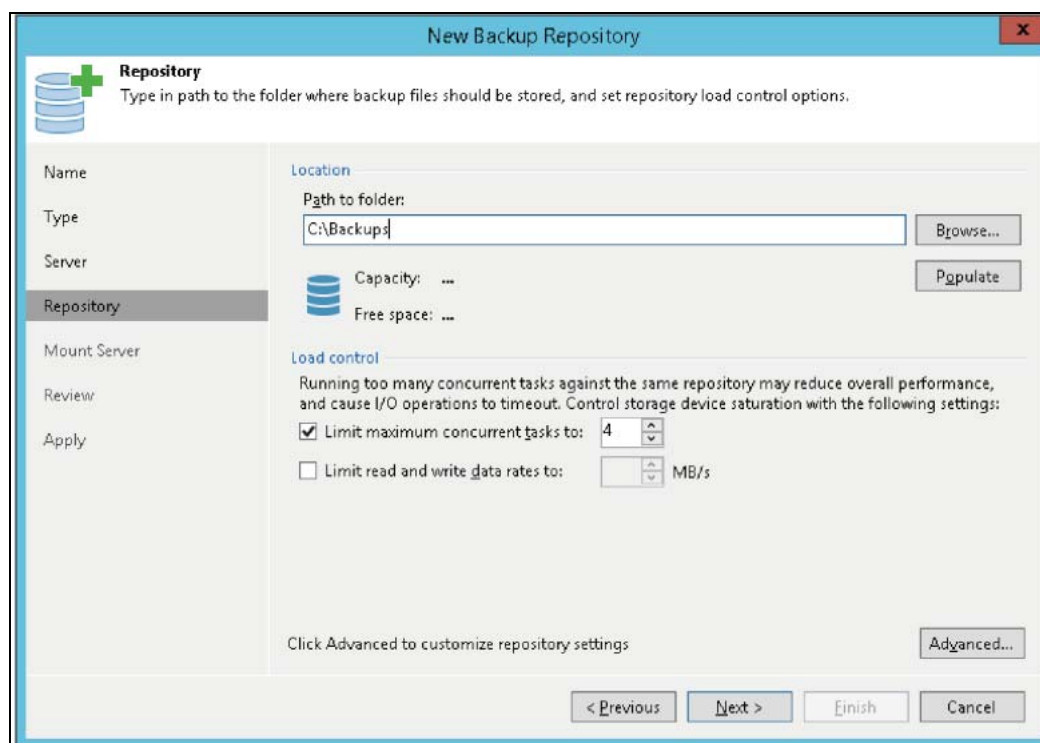 New Backup Repository
x
Repository
Type in path to the folder where backup files should be stored, and set repository load control options.
Name
Type
Server
Repository
Mount Server
Review
Apply
Location
Path to folder:
C:\Backups
Browse...
Capacity: ...
Populate
Free space: ...
Load control
Running too many concurrent tasks against the same repository may reduce overall performance,
and cause I/O operations to timeout. Control storage device saturation with the following settings:
Limit maximum concurrent tasks to: 4
Limit read and write data rates to: MB/s
Click Advanced to customize repository settings
Advanced...
< Previous
Next >
Finish
Cancel